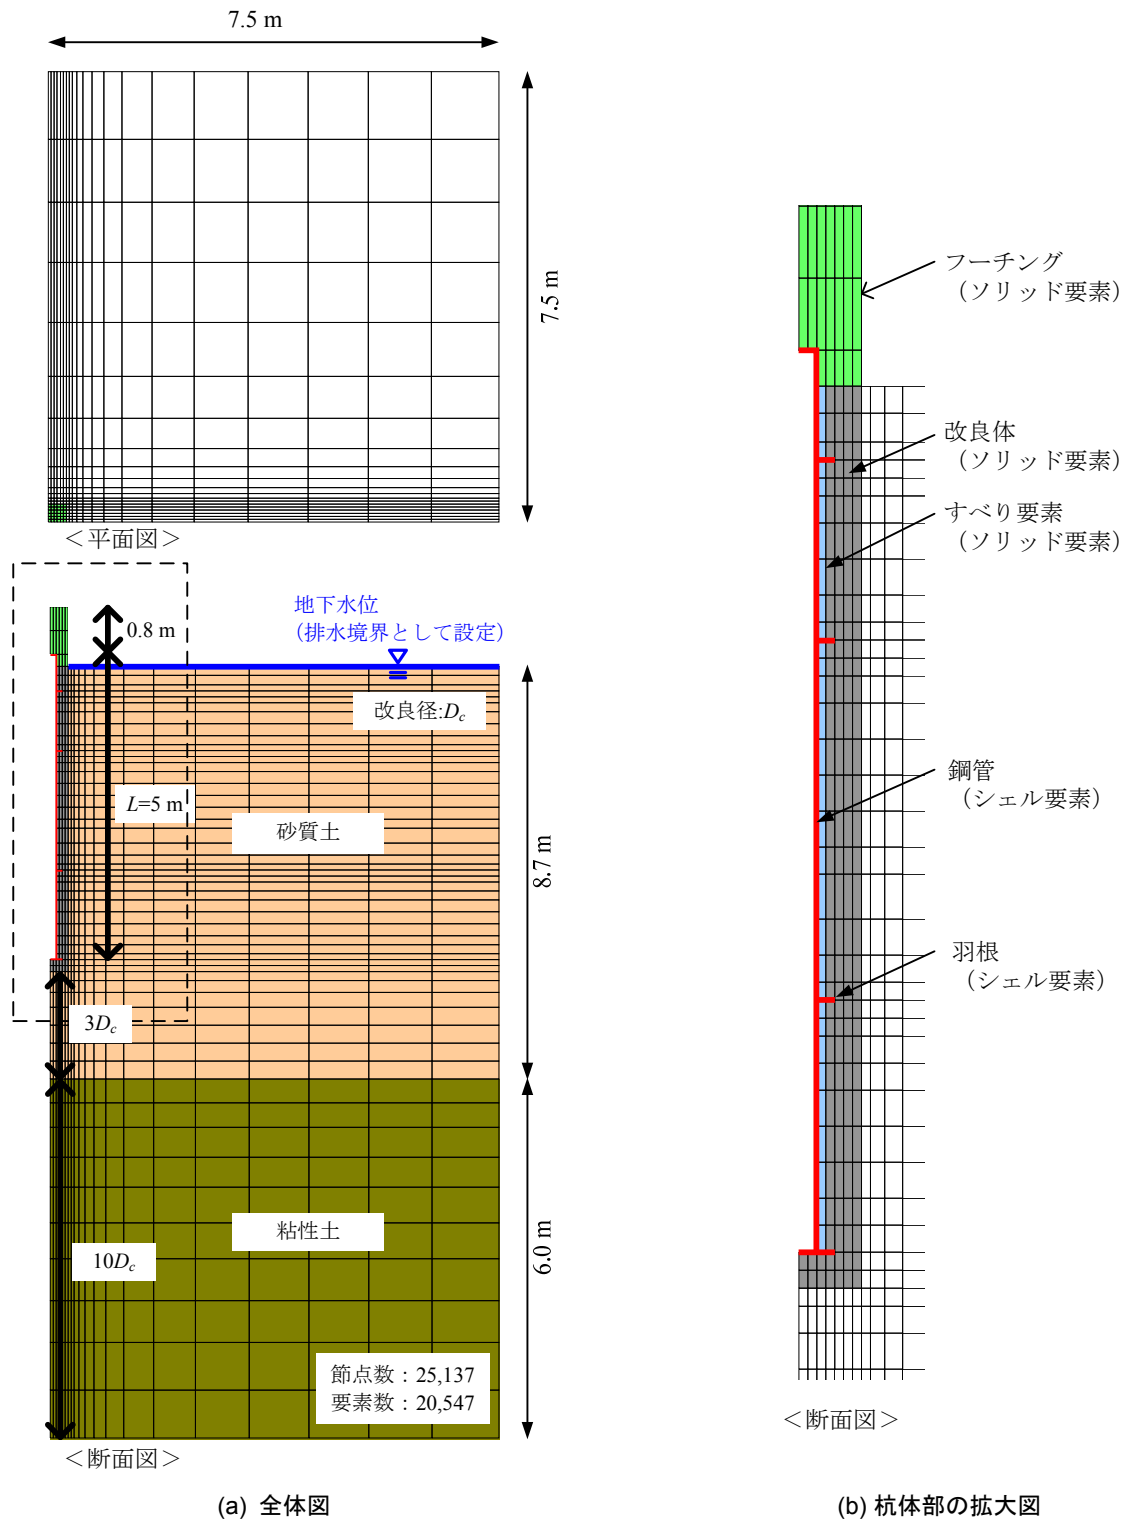 7.5 m
7.5 m
＜平面図＞
0.8 m
地下水位
（排水境界として設定）
改良径:Dc
L=5 m
砂質土
8.7 m
3Dc
粘性土
10Dc
6.0 m
節点数：25,137
要素数：20,547
＜断面図＞
(a) 全体図
フーチング
（ソリッド要素）
改良体
（ソリッド要素）
すべり要素
（ソリッド要素）
鋼管
（シェル要素）
羽根
（シェル要素）
＜断面図＞
(b) 杭体部の拡大図